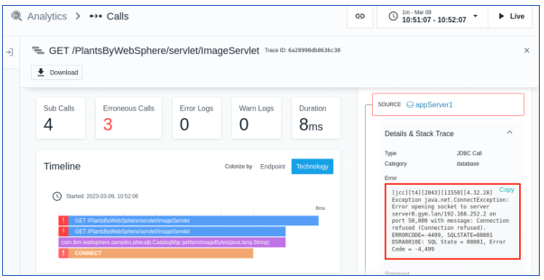 Analytics > Calls
1m - Mar 09
10:51:07 - 10:52:07
Live
GET /PlantsByWebSphere/servlet/ImageServlet
Trace ID: 6a28990db8636c30
Download
Sub Calls
4
Erroneous Calls
3
Error Logs
0
Warn Logs
0
Duration
8ms
Timeline
Colorize by Endpoint Technology
Started: 2023-03-09, 10:52:06
8ms
! GET /PlantsByWebSphere/servlet/ImageServlet
! GET /PlantsByWebSphere/servlet/ImageServlet
com.ibm.websphere.samples.pbw.ejb.CatalogMgr.getItemImageBytes(java.lang.String)
! CONNECT
SOURCE appServer1
Details & Stack Trace
Type JDBC Call
Category database
Error
Copy
[jcc][t4][2043][11550][4.32.28]
Exception java.net.ConnectException:
Error opening socket to server
server0.gym.lan/192.168.252.2 on
port 50,000 with message: Connection
refused (Connection refused).
ERRORCODE=-4499, SQLSTATE=08001
DSRA0010E: SQL State = 08001, Error
Code = -4,499